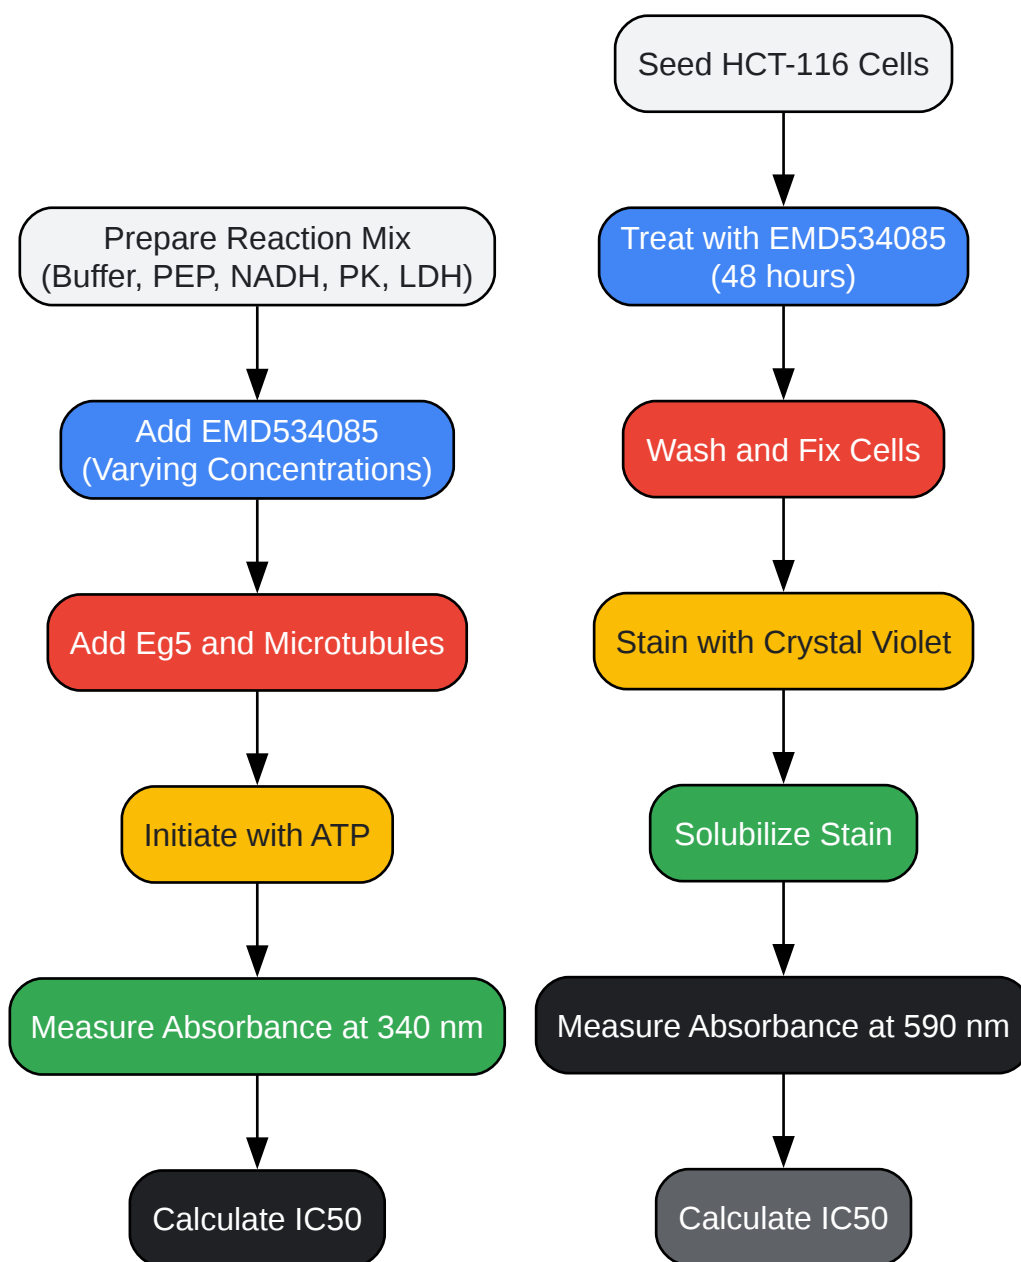 Prepare Reaction Mix
(Buffer, PEP, NADH, PK, LDH)
Add EMD534085
(Varying Concentrations)
Add Eg5 and Microtubules
Initiate with ATP
Measure Absorbance at 340 nm
Calculate IC50
Seed HCT-116 Cells
Treat with EMD534085
(48 hours)
Wash and Fix Cells
Stain with Crystal Violet
Solubilize Stain
Measure Absorbance at 590 nm
Calculate IC50